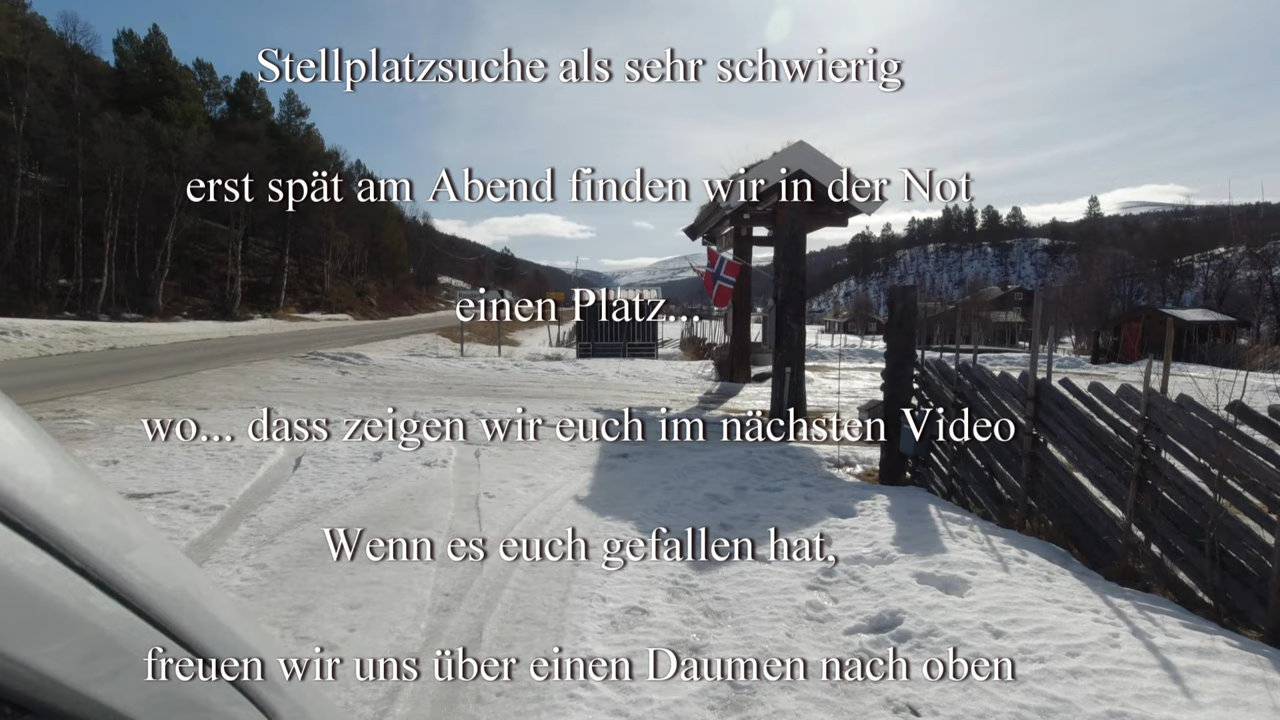 Stellplatzsuche als sehr schwierig
erst spät am Abend finden wir in der Not
einen Platz...
wo... dass zeigen wir euch im nächsten Video
Wenn es euch gefallen hat,
freuen wir uns über einen Daumen nach oben